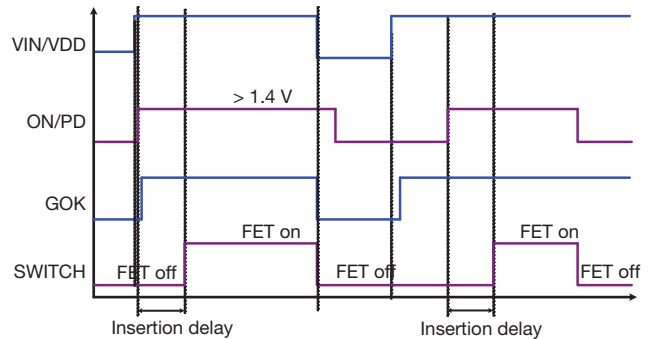 VIN/VDD
> 1.4 V
ON/PD
GOK
FET on
FET on
SWITCH
FET off
FET off
FET off
Insertion delay
Insertion delay